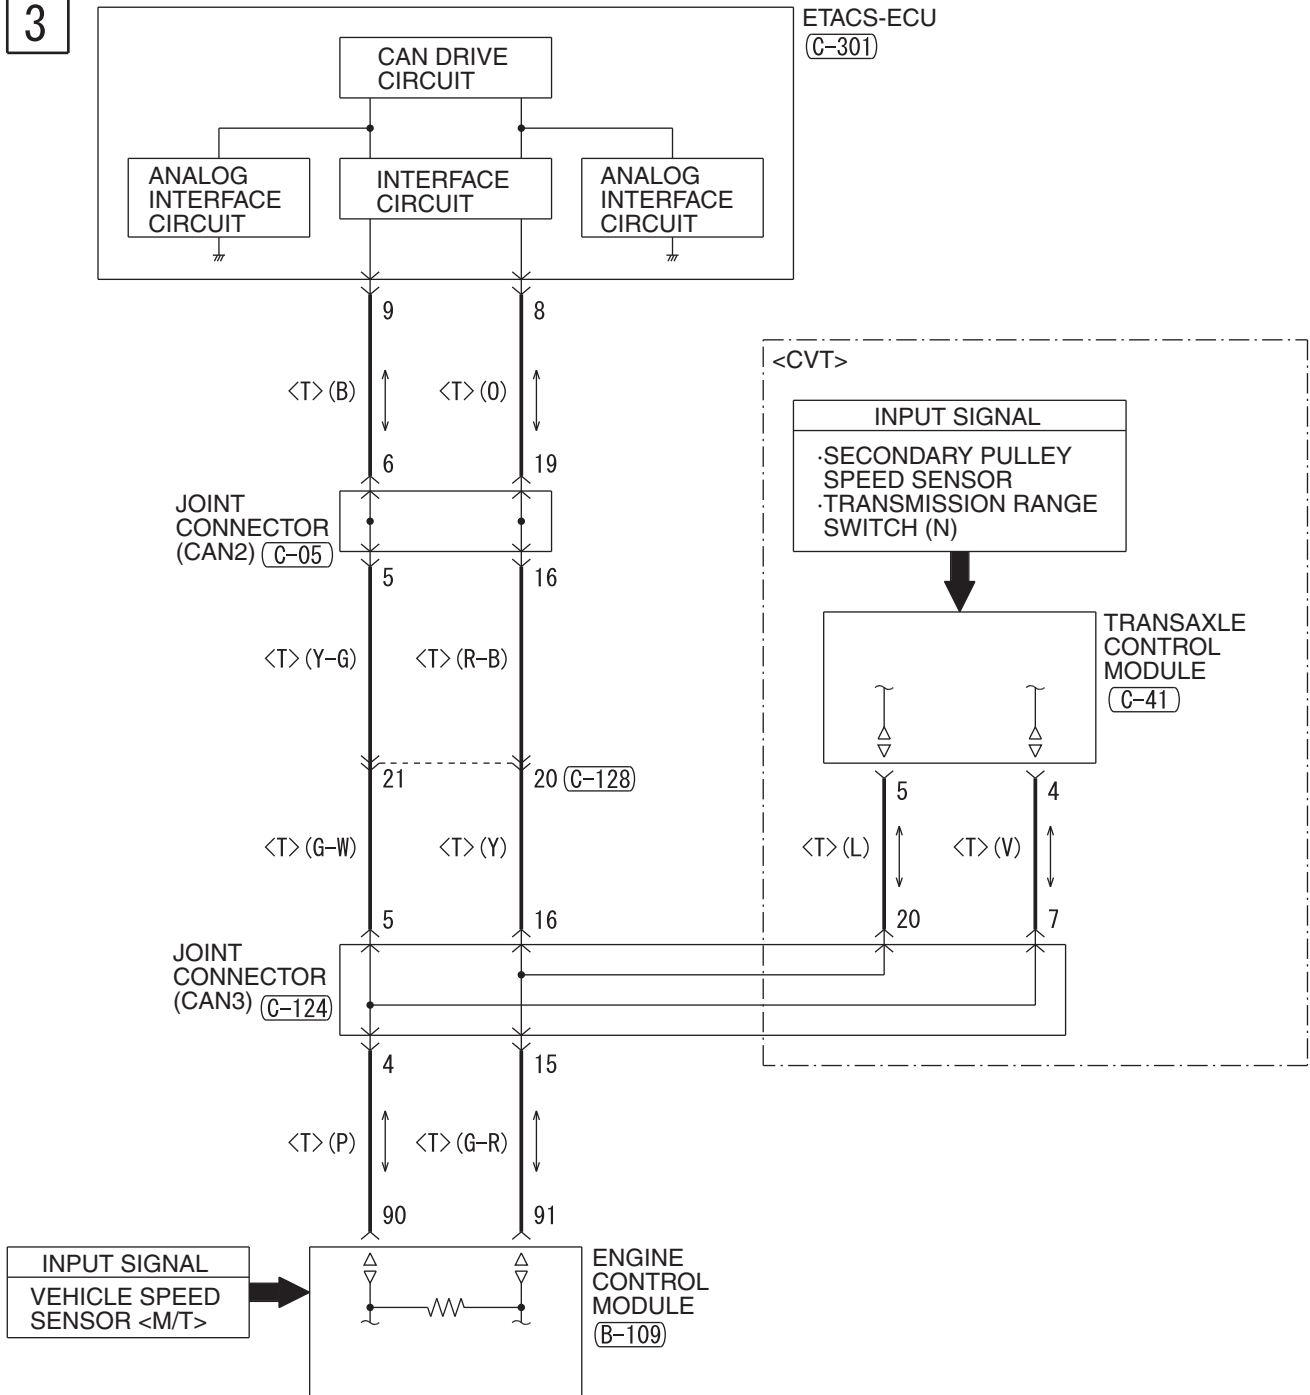 3
ETACS-ECU
C-301
CAN DRIVE
CIRCUIT
ANALOG
INTERFACE
CIRCUIT
INTERFACE
CIRCUIT
ANALOG
INTERFACE
CIRCUIT
9
8
<T>(B)
<T>(O)
6
19
JOINT
CONNECTOR
(CAN2) C-05
5
16
<T>(Y-G)
<T>(R-B)
21
20 C-128
<T>(G-W)
<T>(Y)
5
16
<CVT>
INPUT SIGNAL
·SECONDARY PULLEY
SPEED SENSOR
·TRANSMISSION RANGE
SWITCH (N)
TRANSAXLE
CONTROL
MODULE
C-41
5
4
<T>(L)
<T>(V)
20
7
JOINT
CONNECTOR
(CAN3) C-124
4
15
<T>(P)
<T>(G-R)
90
91
INPUT SIGNAL
VEHICLE SPEED
SENSOR <M/T>
ENGINE
CONTROL
MODULE
B-109